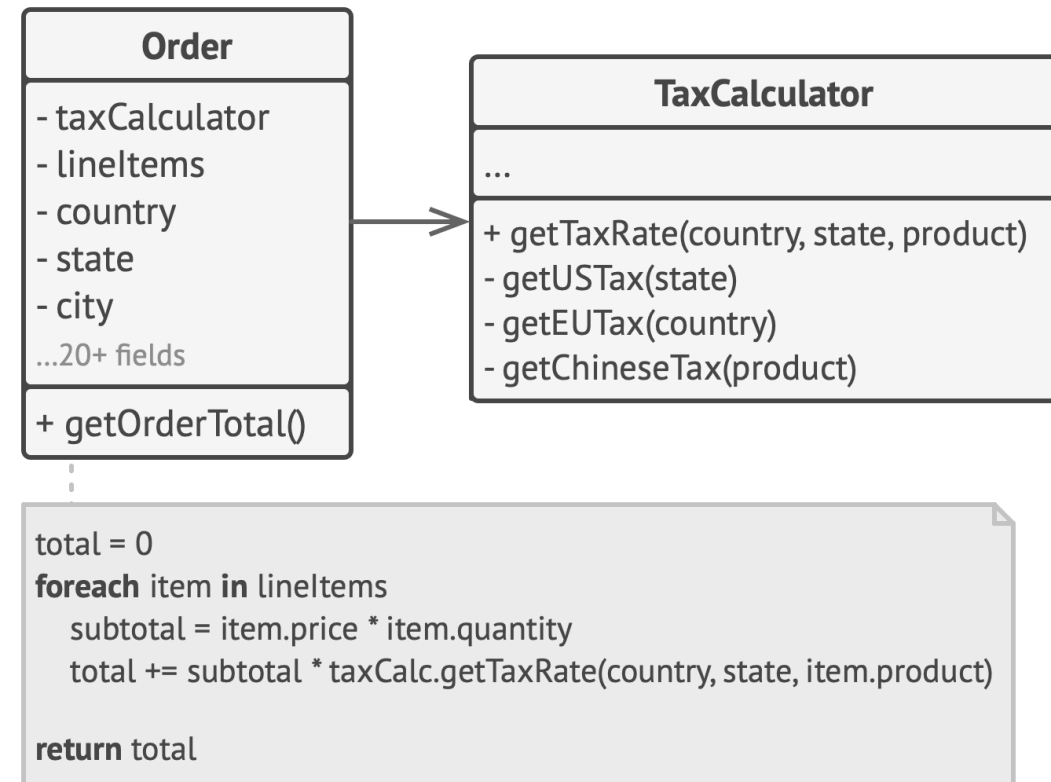 Order
- taxCalculator
- lineItems
- country
- state
- city
...20+ fields
+ getOrderTotal()
TaxCalculator
...
+ getTaxRate(country, state, product)
- getUSTax(state)
- getEUTax(country)
- getChineseTax(product)
total = 0
foreach item in lineItems
subtotal = item.price * item.quantity
total += subtotal * taxCalc.getTaxRate(country, state, item.product)
return total